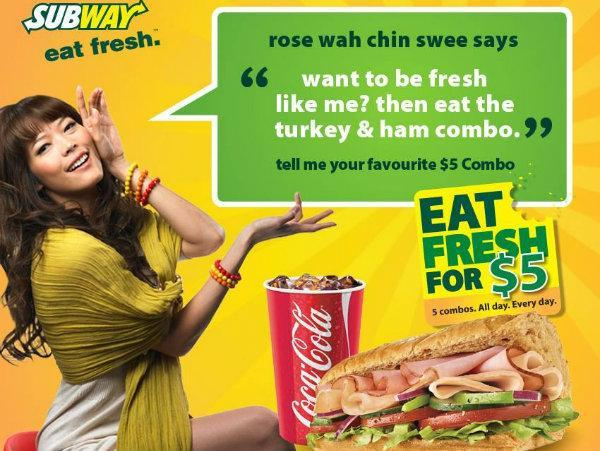 SUBWAY
eat fresh.
rose wah chin swee says
“ want to be fresh
like me? then eat the
turkey & ham combo. ”
tell me your favourite $5 Combo
EAT
FRESH
FOR $5
5 combos. All day. Every day.
Coca-Cola